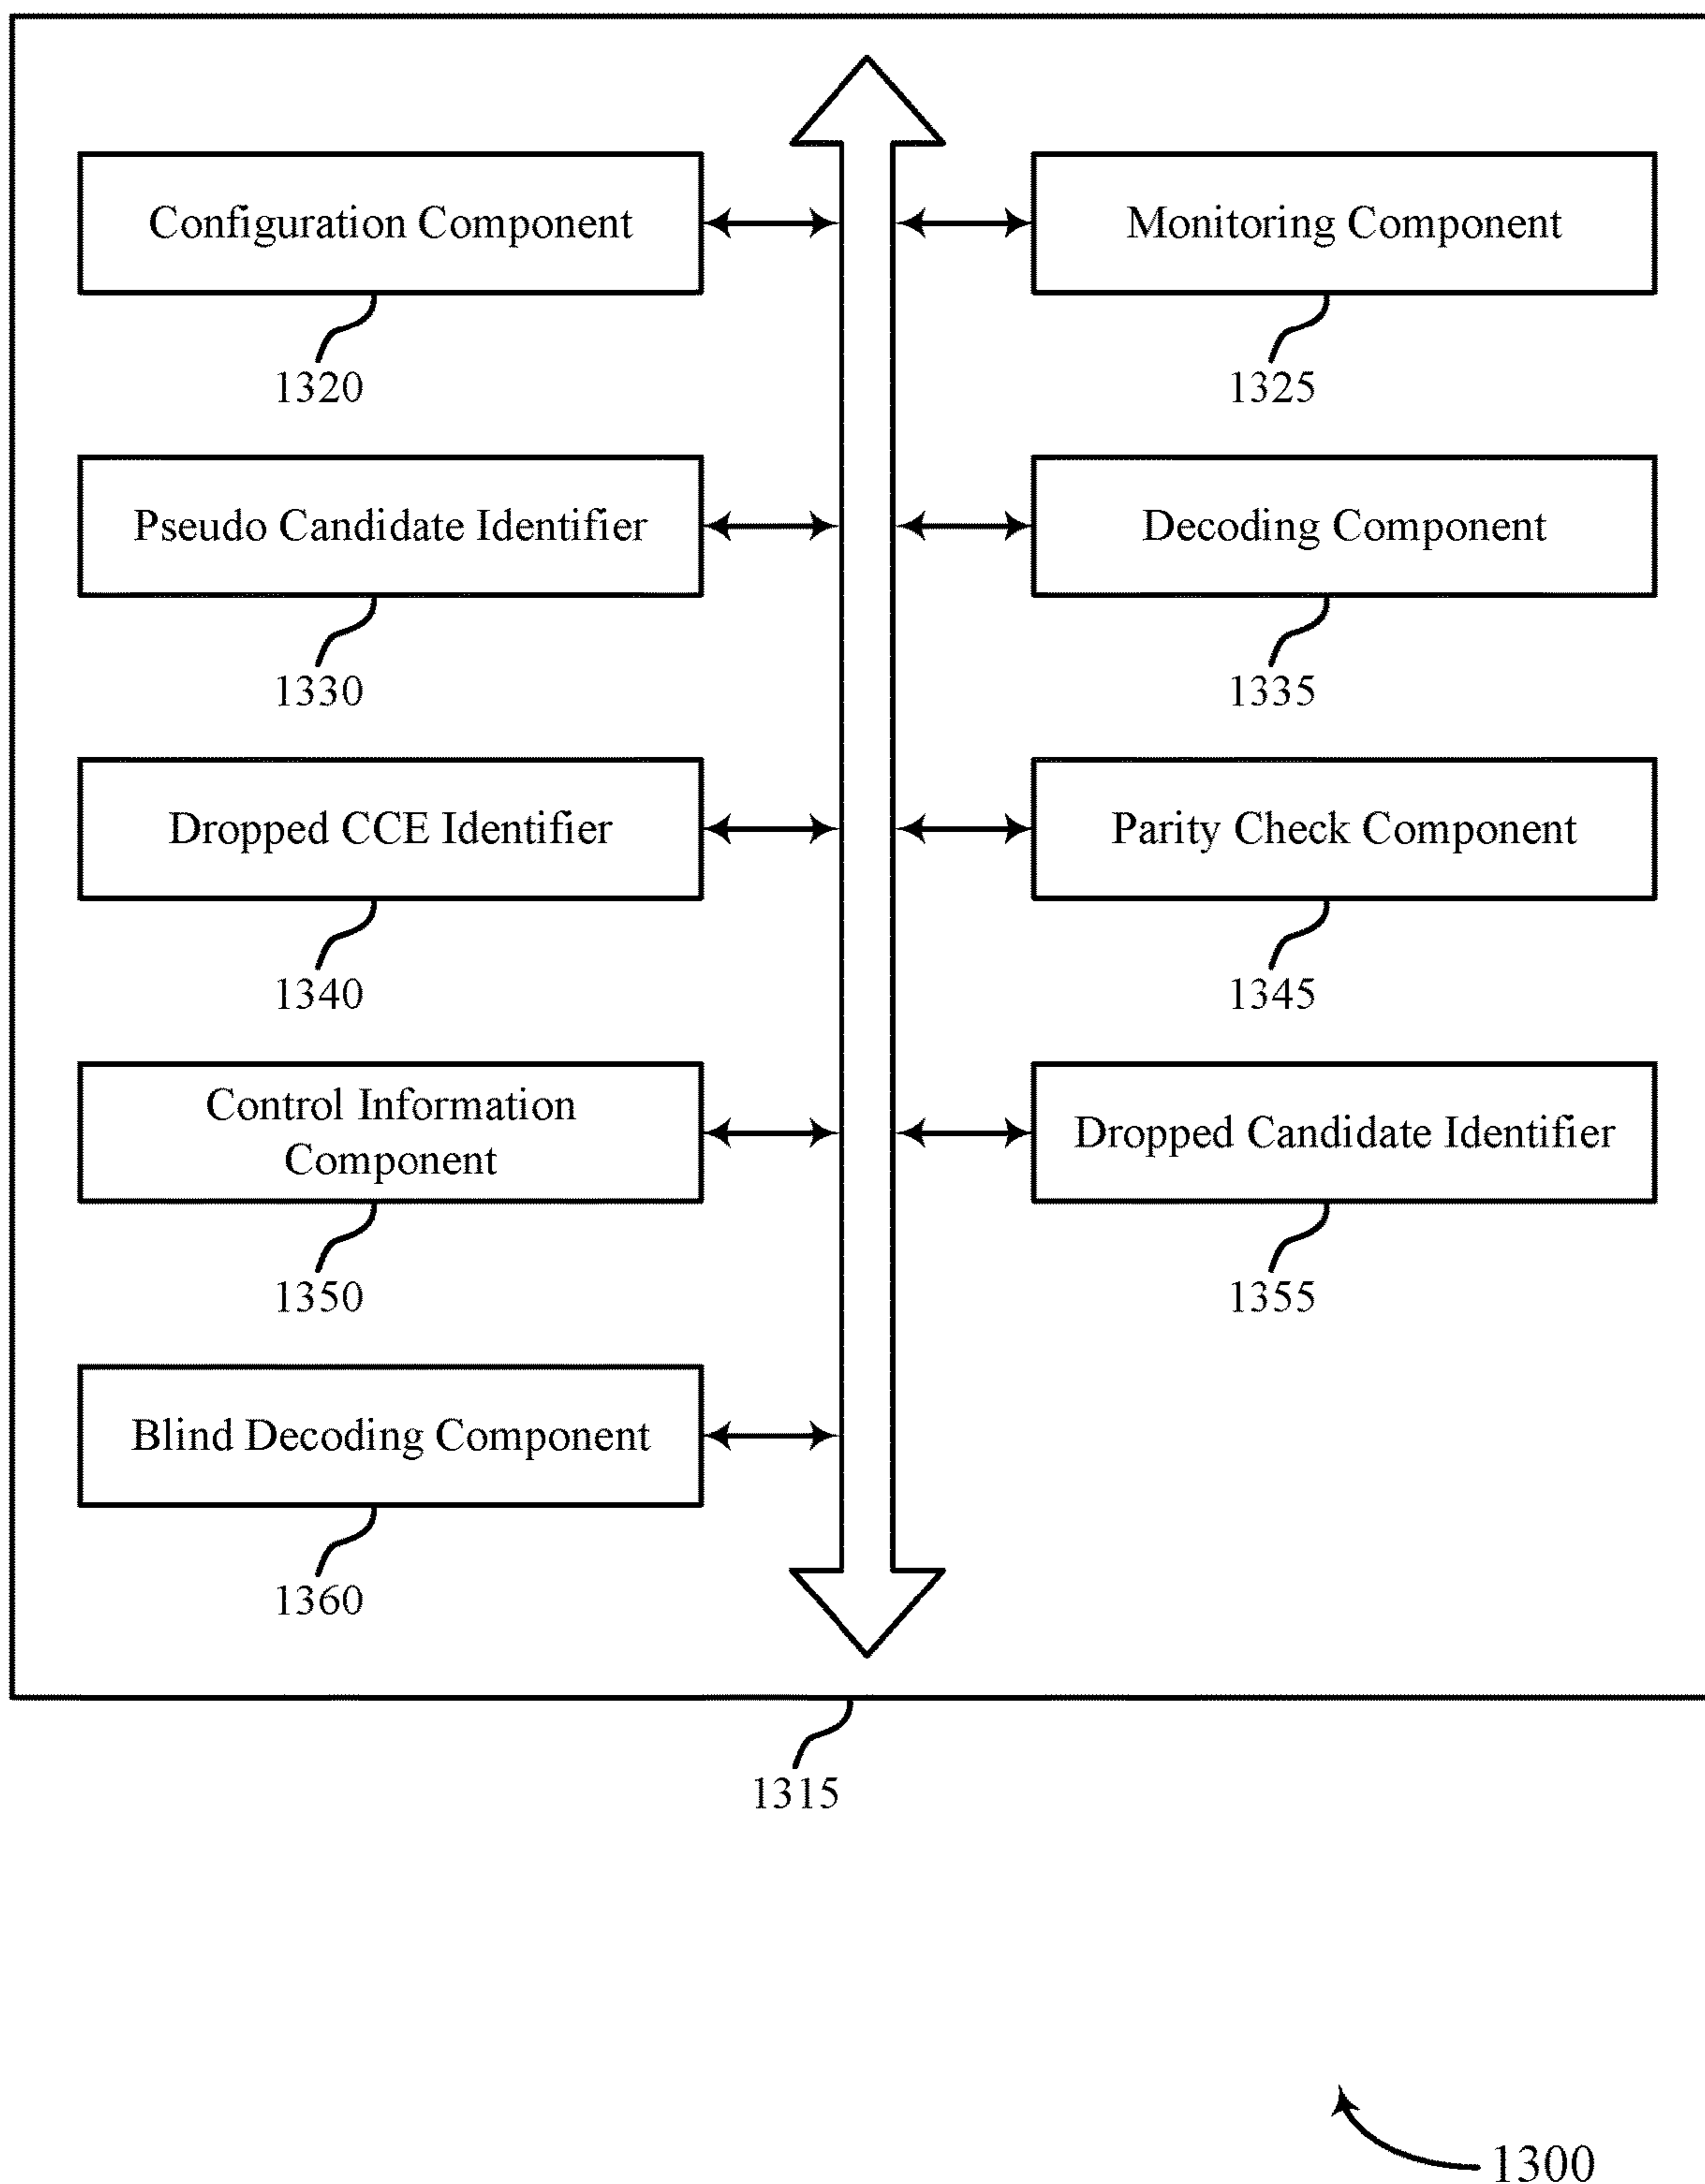 Configuration Component
Monitoring Component
1320
1325
Pseudo Candidate Identifier
Decoding Component
1330
1335
Dropped CCE Identifier
Parity Check Component
1340
1345
Control Information
Component
Dropped Candidate Identifier
1350
1355
Blind Decoding Component
1360
1315
1300